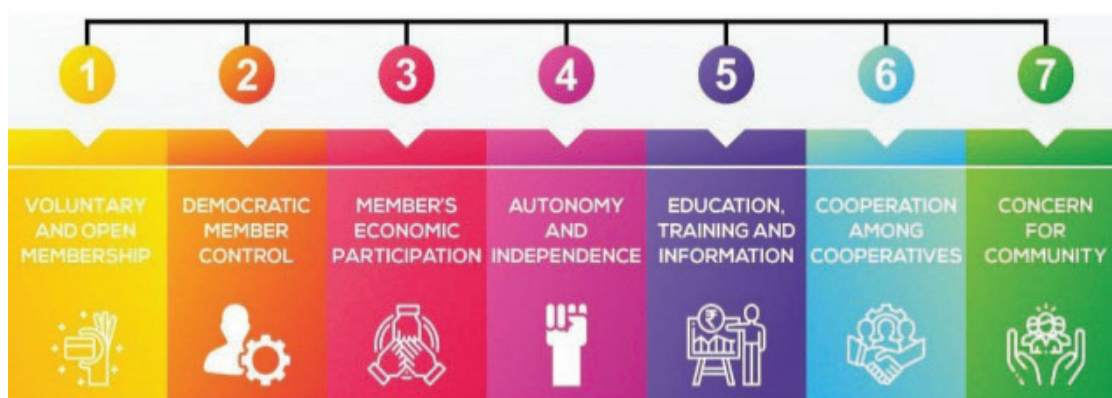 1
2
3
4
5
6
7
VOLUNTARY
AND OPEN
MEMBERSHIP
DEMOCRATIC
MEMBER
CONTROL
MEMBER'S
ECONOMIC
PARTICIPATION
AUTONOMY
AND
INDEPENDENCE
EDUCATION,
TRAINING AND
INFORMATION
COOPERATION
AMONG
COOPERATIVES
CONCERN
FOR
COMMUNITY
₹